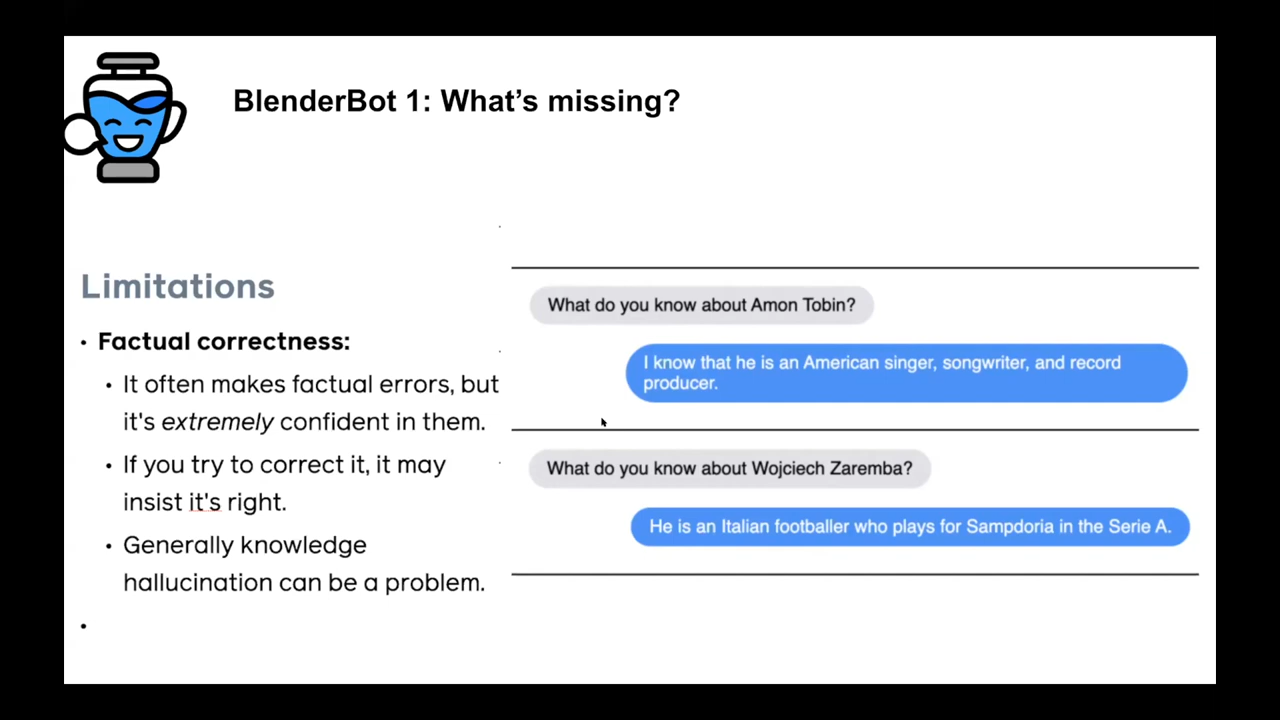 BlenderBot 1: What's missing?
Limitations
• Factual correctness:
• It often makes factual errors, but
it's extremely confident in them.
• If you try to correct it, it may
insist it's right.
• Generally knowledge
hallucination can be a problem.
•
What do you know about Amon Tobin?
I know that he is an American singer, songwriter, and record
producer.
What do you know about Wojciech Zaremba?
He is an Italian footballer who plays for Sampdoria in the Serie A.